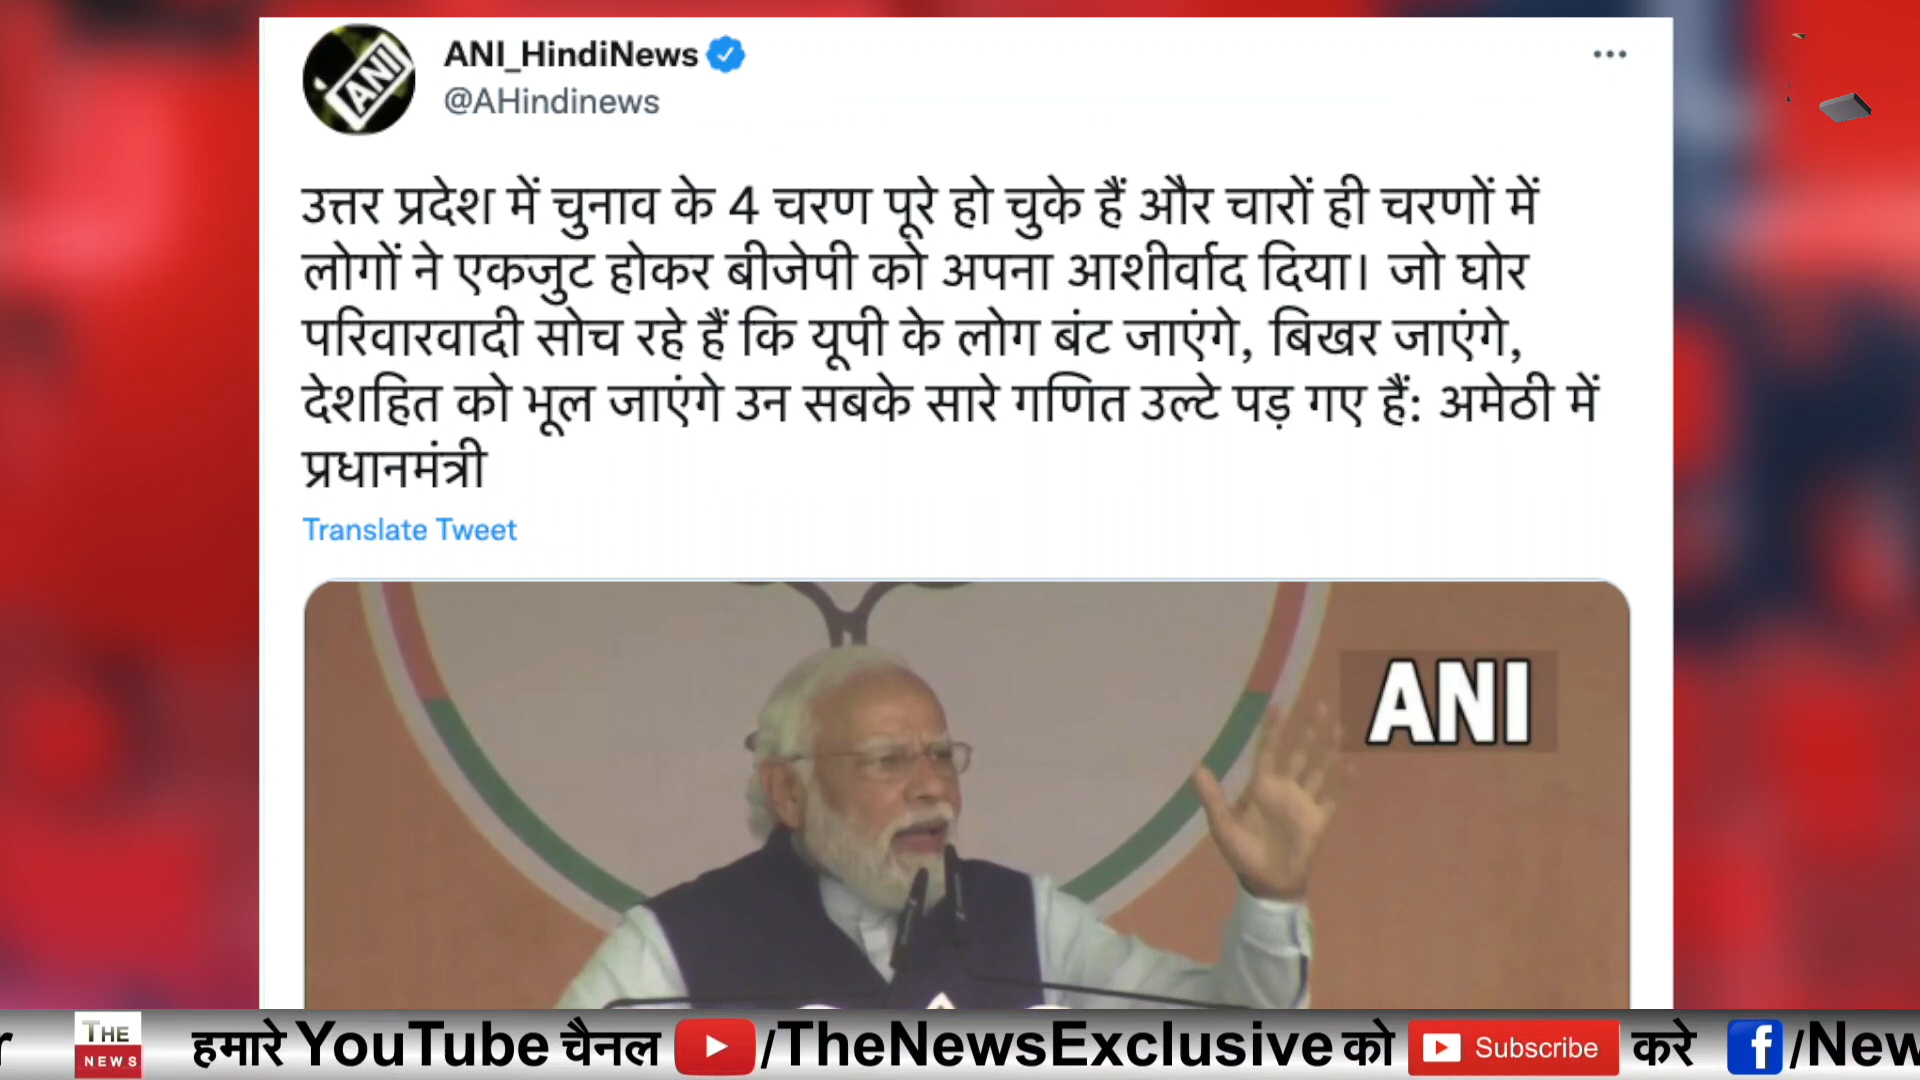 ANI_HindiNews
@AHindinews
उत्तर प्रदेश में चुनाव के 4 चरण पूरे हो चुके हैं और चारों ही चरणों में
लोगों ने एकजुट होकर बीजेपी को अपना आशीर्वाद दिया। जो घोर
परिवारवादी सोच रहे हैं कि यूपी के लोग बंट जाएंगे, बिखर जाएंगे,
देशहित को भूल जाएंगे उन सबके सारे गणित उल्टे पड़ गए हैं: अमेठी में
प्रधानमंत्री
Translate Tweet
ANI
THE NEWS हमारे YouTube चैनल /TheNewsExclusive को Subscribe करे f /New